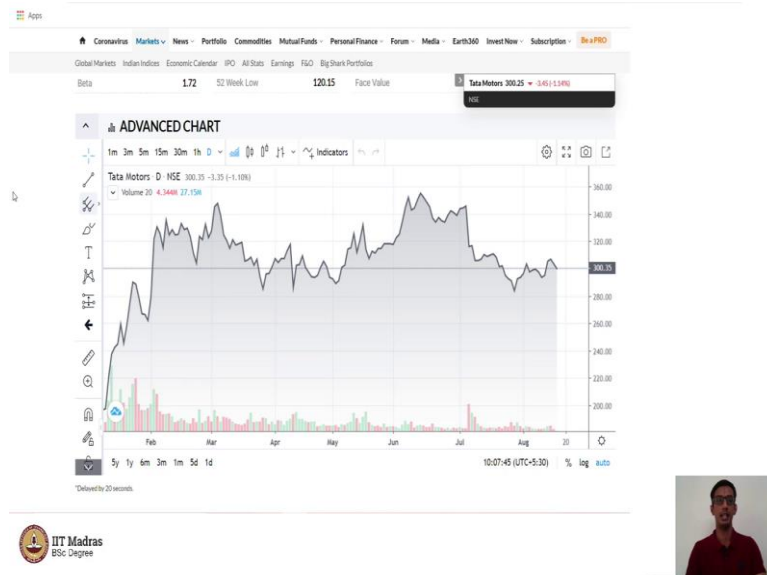 Apps
Coronavirus Markets News Portfolio Commodities Mutual Funds Personal Finance Forum Media Earth360 Invest Now Subscription Be a PRO
Global Markets Indian Indices Economic Calendar IPO All Stats Earnings F&O Big Shark Portfolios
Beta 1.72 52 Week Low 120.15 Face Value
Tata Motors 300.25 -3.45 (-1.14%)
NSE
ADVANCED CHART
1m 3m 5m 15m 30m 1h D Indicators
Tata Motors · D · NSE 300.35 -3.35 (-1.10%)
Volume 20 4.344M 27.15M
360.00
340.00
320.00
300.35
280.00
260.00
240.00
220.00
200.00
Feb Mar Apr May Jun Jul Aug 20
5y 1y 6m 3m 1m 5d 1d 10:07:45 (UTC+5:30) % log auto
*Delayed by 20 seconds.
IIT Madras
BSc Degree